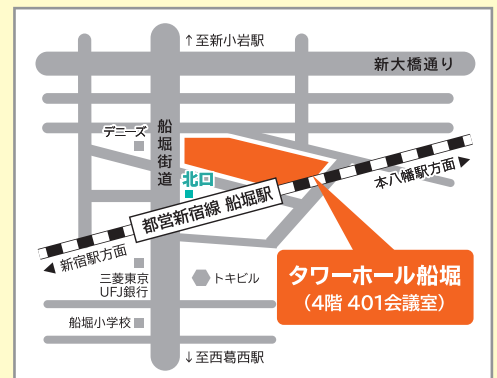 ↑至新小岩駅
新大橋通り
デニーズ
船堀街道
北口
本八幡駅方面
都営新宿線 船堀駅
新宿駅方面
三菱東京
UFJ銀行
トキビル
タワーホール船堀
（4階 401会議室）
船堀小学校
↓至西葛西駅